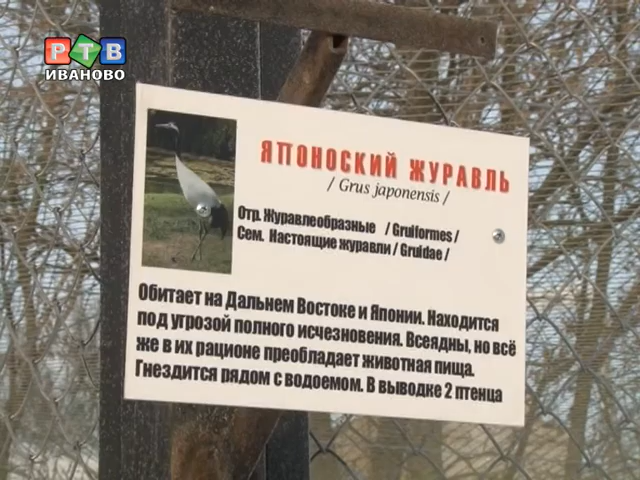 РТВ
ИВАНОВО
ЯПОНОСКИЙ ЖУРАВЛЬ
/ Grus japonensis /
Отр. Журавлеобразные / Gruiformes /
Сем. Настоящие журавли / Gruidae /
Обитает на Дальнем Востоке и Японии. Находится
под угрозой полного исчезновения. Всеядны, но всё
же в их рационе преобладает животная пища.
Гнездится рядом с водоемом. В выводке 2 птенца